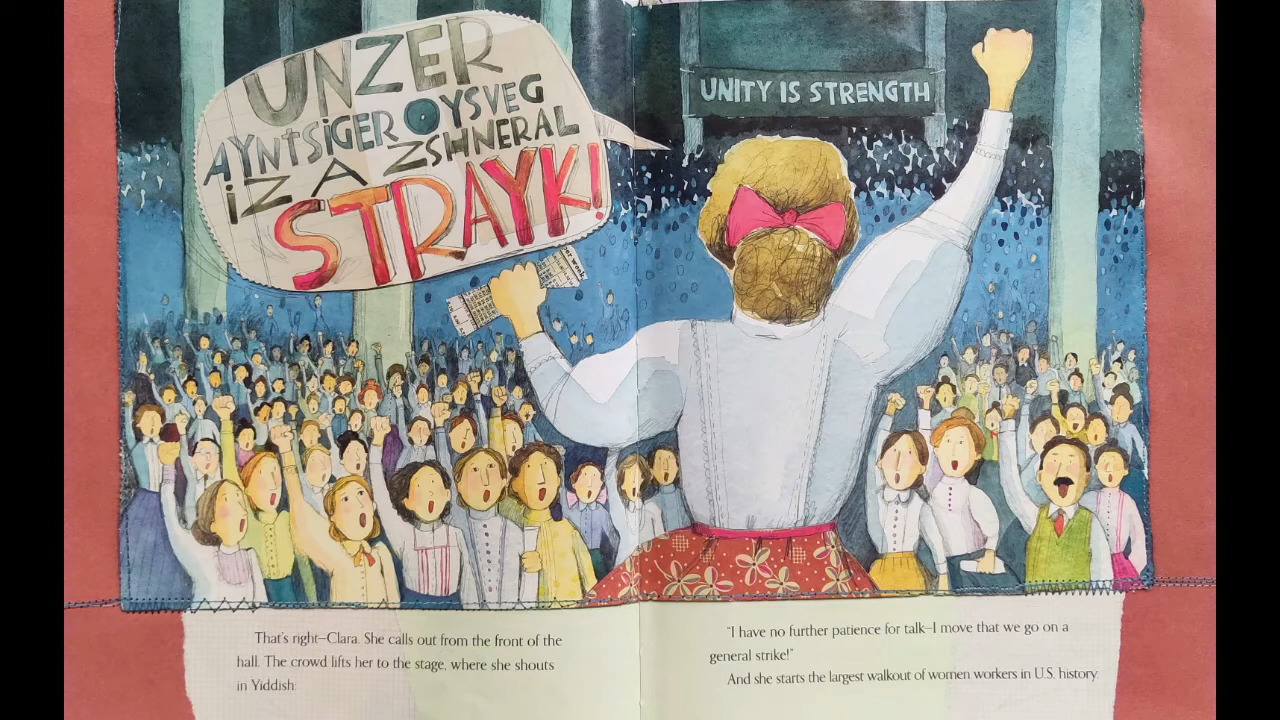 UNZER
AYNTSIGER OYSVEG
IZ A ZSHNERAL
STRAYK!
UNITY IS STRENGTH
per week
That's right—Clara. She calls out from the front of the
hall. The crowd lifts her to the stage, where she shouts
in Yiddish:
"I have no further patience for talk—I move that we go on a
general strike!"
And she starts the largest walkout of women workers in U.S. history.